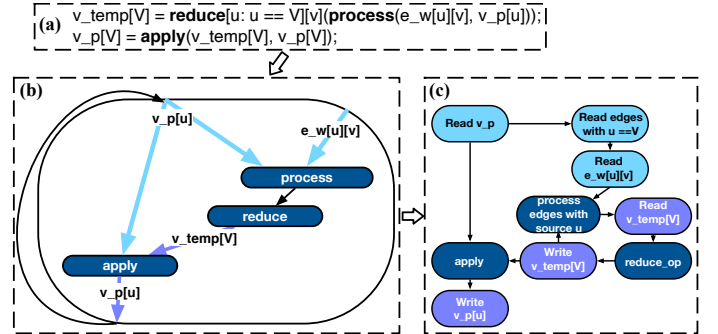 (a) v_temp[V] = reduce[u: u == V][v](process(e_w[u][v], v_p[u]));
v_p[V] = apply(v_temp[V], v_p[V]);
(b)
v_p[u]
e_w[u][v]
process
reduce
v_temp[V]
apply
v_p[u]
(c)
Read v_p
Read edges
with u ==V
Read
e_w[u][v]
process
edges with
source u
Read
v_temp[V]
apply
Write
v_temp[V]
reduce_op
Write
v_p[u]